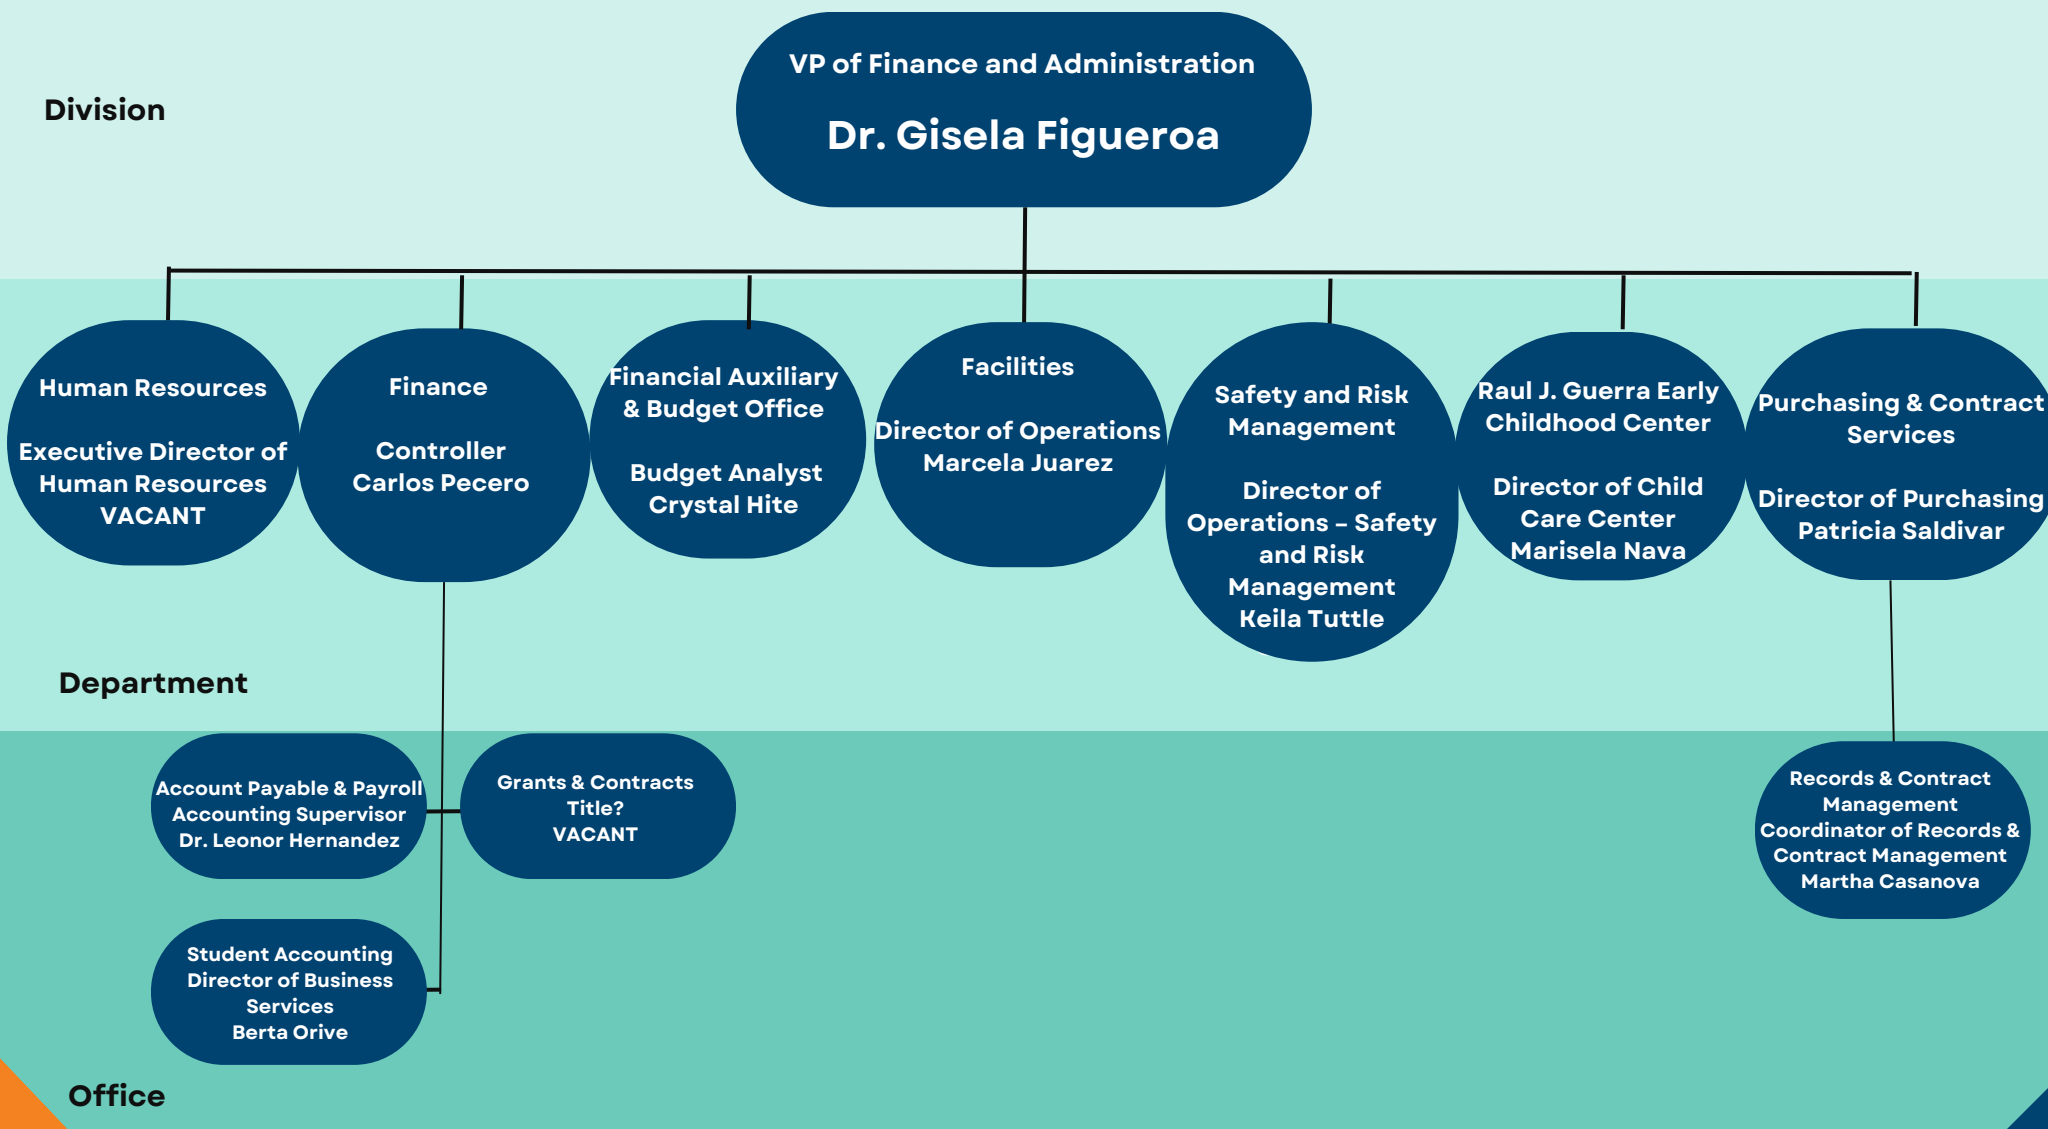 VP of Finance and Administration
Dr. Gisela Figueroa
Division
Human Resources
Executive Director of
Human Resources
VACANT
Finance
Controller
Carlos Pecero
Financial Auxiliary
& Budget Office
Budget Analyst
Crystal Hite
Facilities
Director of Operations
Marcela Juarez
Safety and Risk
Management
Director of
Operations – Safety
and Risk
Management
Keila Tuttle
Raul J. Guerra Early
Childhood Center
Director of Child
Care Center
Marisela Nava
Purchasing & Contract
Services
Director of Purchasing
Patricia Saldivar
Department
Account Payable & Payroll
Accounting Supervisor
Dr. Leonor Hernandez
Grants & Contracts
Title?
VACANT
Records & Contract
Management
Coordinator of Records &
Contract Management
Martha Casanova
Student Accounting
Director of Business
Services
Berta Orive
Office